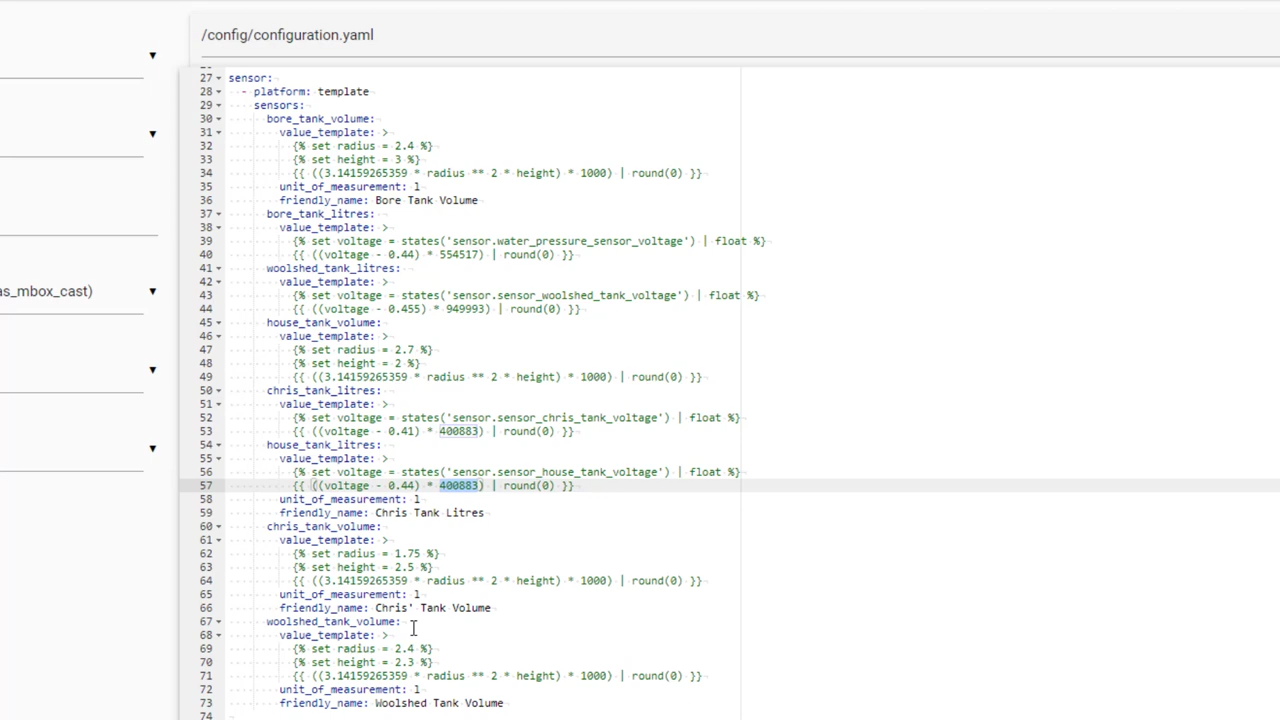 /config/configuration.yaml
27 sensor:
28 - platform: template
29 sensors:
30 bore_tank_volume:
31 value_template: >
32 {% set radius = 2.4 %}
33 {% set height = 3 %}
34 {{ ((3.14159265359 * radius ** 2 * height) * 1000) | round(0) }}
35 unit_of_measurement: l
36 friendly_name: Bore Tank Volume
37 bore_tank_litres:
38 value_template: >
39 {% set voltage = states('sensor.water_pressure_sensor_voltage') | float %}
40 {{ ((voltage - 0.44) * 554517) | round(0) }}
41 woolshed_tank_litres:
42 value_template: >
43 {% set voltage = states('sensor.sensor_woolshed_tank_voltage') | float %}
44 {{ ((voltage - 0.455) * 949993) | round(0) }}
45 house_tank_volume:
46 value_template: >
47 {% set radius = 2.7 %}
48 {% set height = 2 %}
49 {{ ((3.14159265359 * radius ** 2 * height) * 1000) | round(0) }}
50 chris_tank_litres:
51 value_template: >
52 {% set voltage = states('sensor.sensor_chris_tank_voltage') | float %}
53 {{ ((voltage - 0.41) * 400883) | round(0) }}
54 house_tank_litres:
55 value_template: >
as_mbox_cast)
56 {% set voltage = states('sensor.sensor_house_tank_voltage') | float %}
57 {{ ((voltage - 0.44) * 400883) | round(0) }}
58 unit_of_measurement: l
59 friendly_name: Chris Tank Litres
60 chris_tank_volume:
61 value_template: >
62 {% set radius = 1.75 %}
63 {% set height = 2.5 %}
64 {{ ((3.14159265359 * radius ** 2 * height) * 1000) | round(0) }}
65 unit_of_measurement: l
66 friendly_name: Chris' Tank Volume
67 woolshed_tank_volume:
68 value_template: >
69 {% set radius = 2.4 %}
70 {% set height = 2.3 %}
71 {{ ((3.14159265359 * radius ** 2 * height) * 1000) | round(0) }}
72 unit_of_measurement: l
73 friendly_name: Woolshed Tank Volume
74